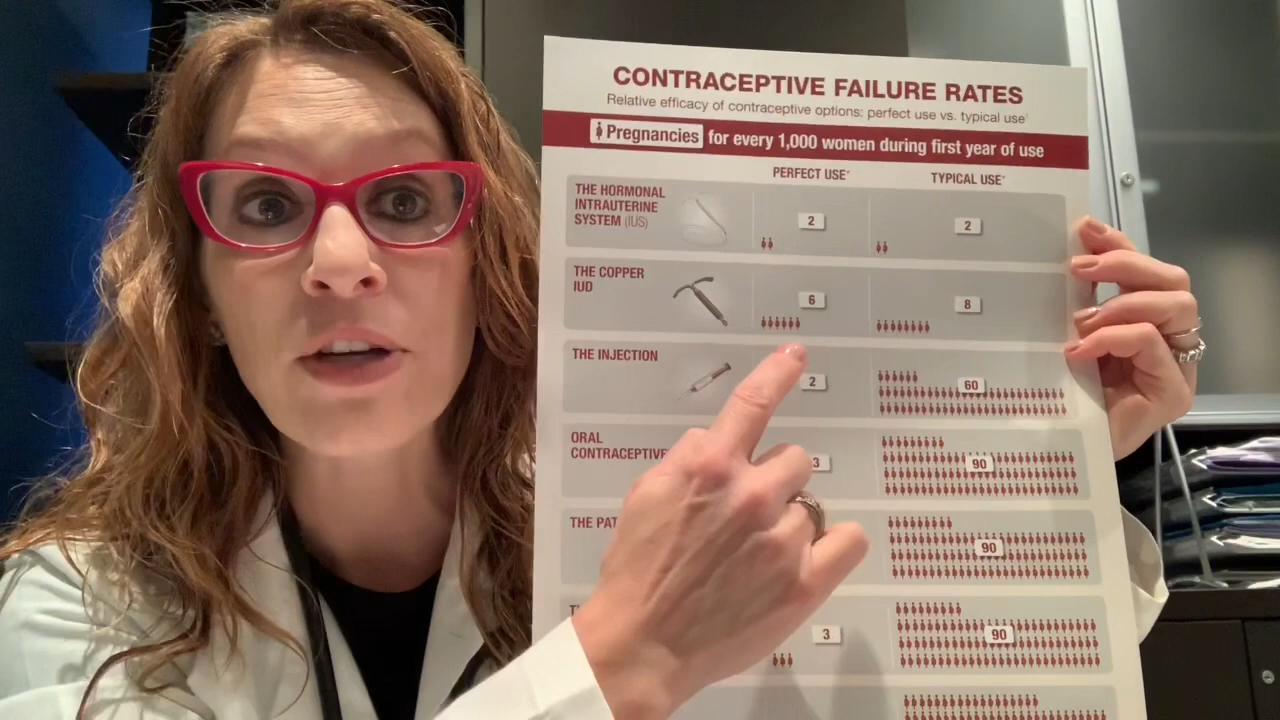 CONTRACEPTIVE FAILURE RATES
Relative efficacy of contraceptive options: perfect use vs. typical use
Pregnancies for every 1,000 women during first year of use
PERFECT USE* TYPICAL USE*
THE HORMONAL
INTRAUTERINE
SYSTEM (IUS)
2 2
THE COPPER
IUD
6 8
THE INJECTION
2 60
ORAL
CONTRACEPTIVE
3 90
THE PAT
90
3 90